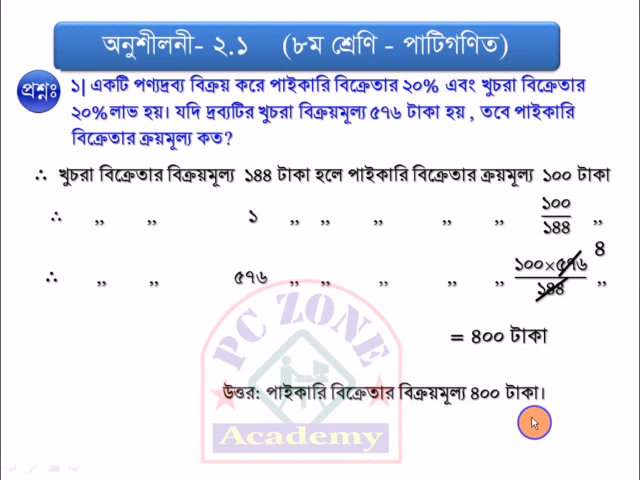 অনুশীলনী- ২.১ (৮ম শ্রেণি - পাটিগণিত)
প্রশ্নঃ
১| একটি পণ্যদ্রব্য বিক্রয় করে পাইকারি বিক্রেতার ২০% এবং খুচরা বিক্রেতার
২০% লাভ হয়। যদি দ্রব্যটির খুচরা বিক্রয়মূল্য ৫৭৬ টাকা হয় , তবে পাইকারি
বিক্রেতার ক্রয়মূল্য কত?
∴ খুচরা বিক্রেতার বিক্রয়মূল্য ১৪৪ টাকা হলে পাইকারি বিক্রেতার ক্রয়মূল্য ১০০ টাকা
∴ ,, ,, ১ ,, ,, ,, ,, ,, ১০০/১৪৪ ,,
৪
∴ ,, ,, ৫৭৬ ,, ,, ,, ,, ,, ১০০×৫৭৬/১৪৪ ,,
= ৪০০ টাকা
উত্তর: পাইকারি বিক্রেতার বিক্রয়মূল্য ৪০০ টাকা।
PC ZONE
Academy